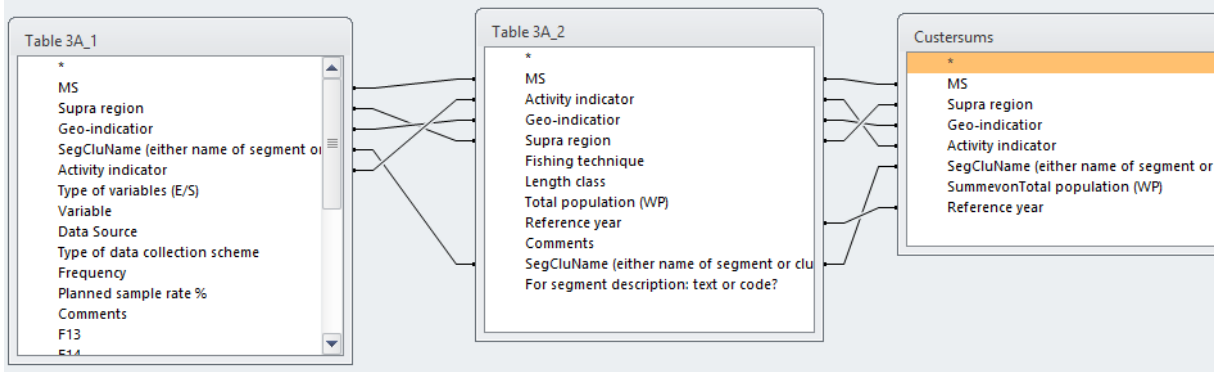 Table 3A_1
*
MS
Supra region
Geo-indicatior
SegCluName (either name of segment or
Activity indicator
Type of variables (E/S)
Variable
Data Source
Type of data collection scheme
Frequency
Planned sample rate %
Comments
F13
F14
Table 3A_2
*
MS
Activity indicator
Geo-indicatior
Supra region
Fishing technique
Length class
Total population (WP)
Reference year
Comments
SegCluName (either name of segment or clu
For segment description: text or code?
Custersums
*
MS
Supra region
Geo-indicatior
Activity indicator
SegCluName (either name of segment or
SummevonTotal population (WP)
Reference year